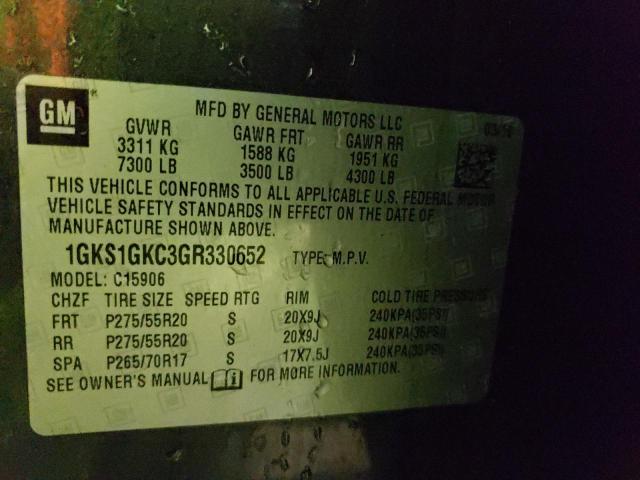 GM
MFD BY GENERAL MOTORS LLC
03/16
GVWR GAWR FRT GAWR RR
3311 KG 1588 KG 1951 KG
7300 LB 3500 LB 4300 LB
THIS VEHICLE CONFORMS TO ALL APPLICABLE U.S. FEDERAL MOTOR
VEHICLE SAFETY STANDARDS IN EFFECT ON THE DATE OF
MANUFACTURE SHOWN ABOVE.
1GKS1GKC3GR330652 TYPE: M.P.V.
MODEL: C15906
CHZF TIRE SIZE SPEED RTG RIM COLD TIRE PRESSURE
FRT P275/55R20 S 20X9J 240KPA(35PSI)
RR P275/55R20 S 20X9J 240KPA(35PSI)
SPA P265/70R17 S 17X7.5J 240KPA(35PSI)
SEE OWNER'S MANUAL FOR MORE INFORMATION.